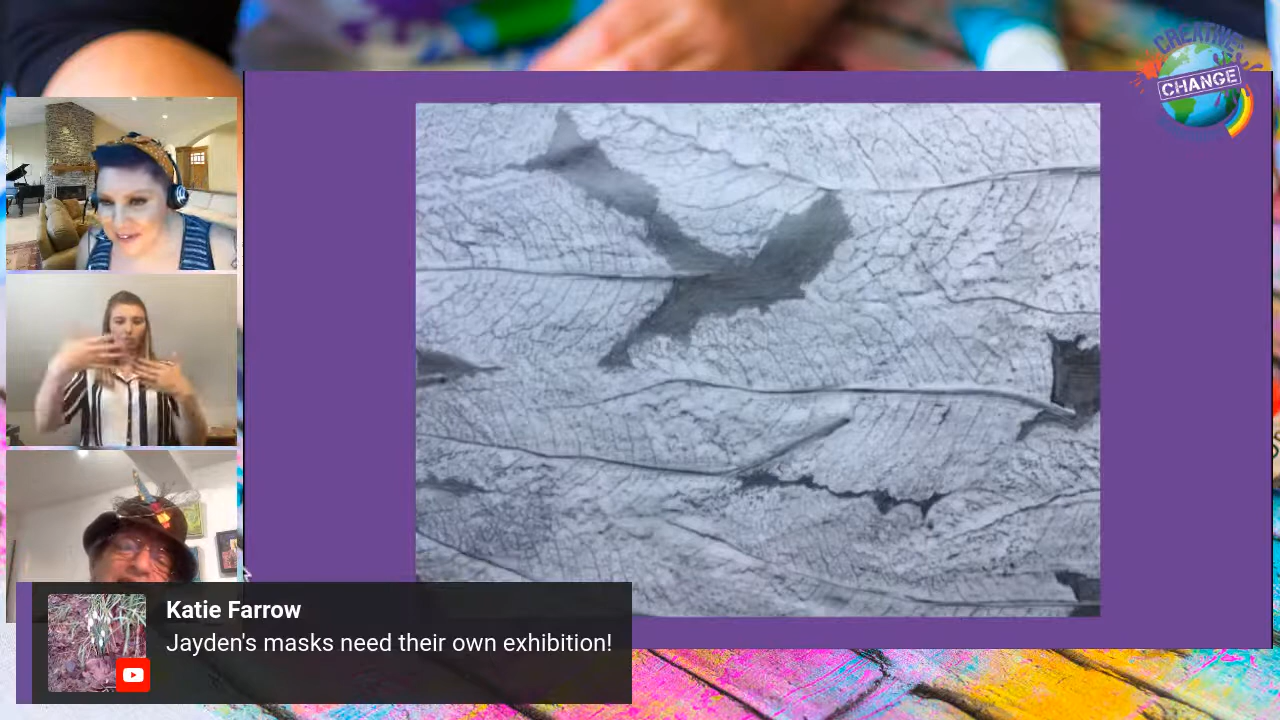 CREATIVE
CHANGE
Katie Farrow
Jayden's masks need their own exhibition!